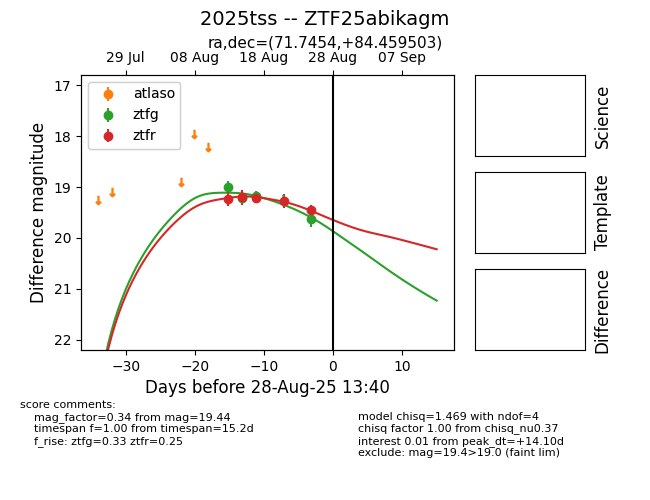 2025tss -- ZTF25abikagm
ra,dec=(71.7454,+84.459503)
29 Jul 08 Aug 18 Aug 28 Aug 07 Sep
atlaso
ztfg
ztfr
17
18
19
20
21
22
Difference magnitude
−30 −20 −10 0 10
Days before 28-Aug-25 13:40
Science
Template
Difference
score comments:
mag_factor=0.34 from mag=19.44
timespan f=1.00 from timespan=15.2d
f_rise: ztfg=0.33 ztfr=0.25
model chisq=1.469 with ndof=4
chisq factor 1.00 from chisq_nu0.37
interest 0.01 from peak_dt=+14.10d
exclude: mag=19.4>19.0 (faint lim)